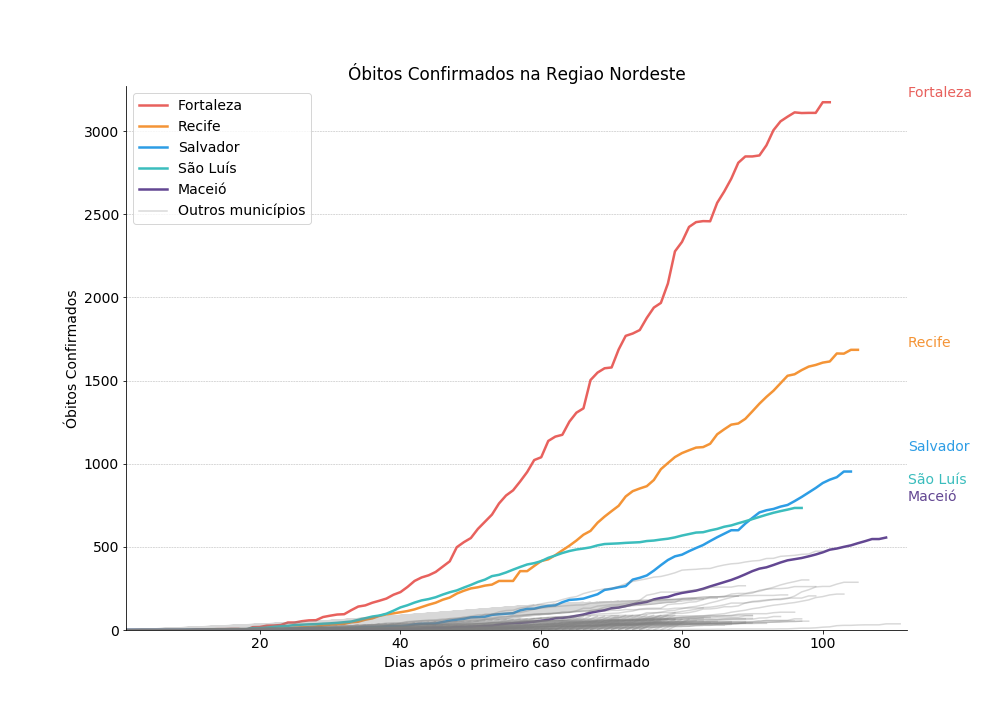 Óbitos Confirmados na Regiao Nordeste
Fortaleza
Recife
Salvador
São Luís
Maceió
Outros municípios
Fortaleza
Recife
Salvador
São Luís
Maceió
Óbitos Confirmados
3000
2500
2000
1500
1000
500
0
20 40 60 80 100
Dias após o primeiro caso confirmado